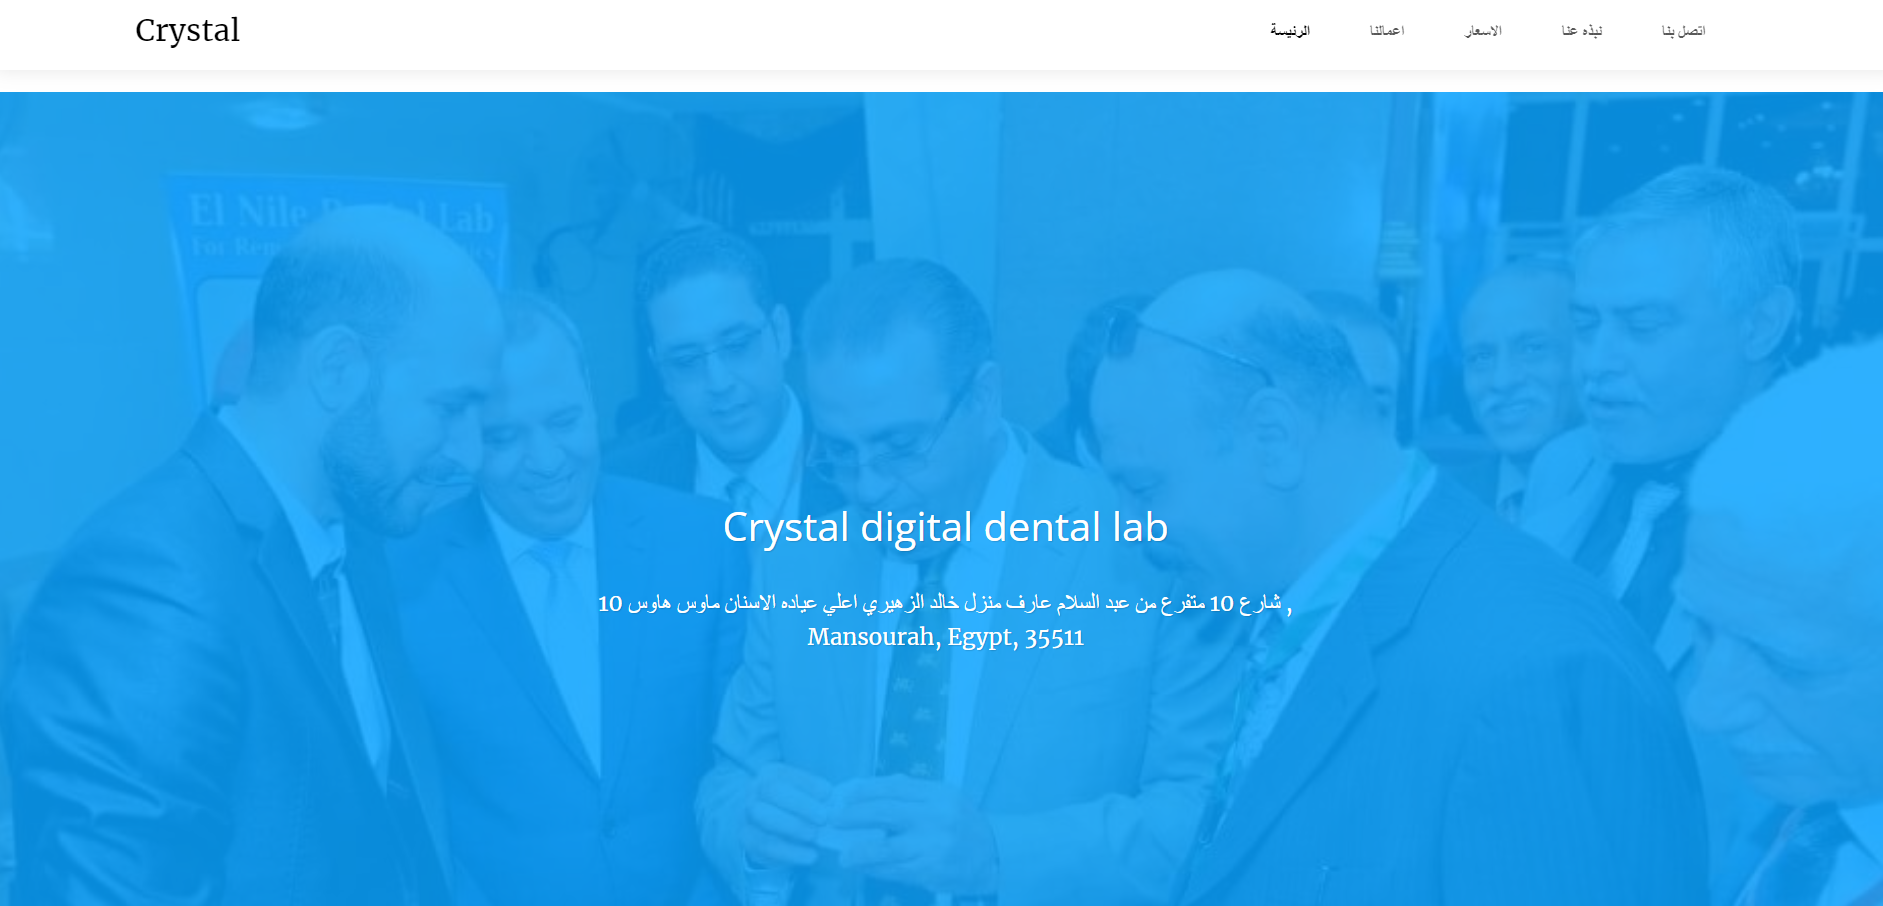 Crystal
الرئيسة
اعمالنا
الاسعار
نبذه عنا
اتصل بنا
El Nile Dental Lab
For Rem
Crystal digital dental lab
10 شارع 10 متفرع من عبد السلام عارف منزل خالد الزهيري اعلي عياده الاسنان ماوس هاوس ,
Mansourah, Egypt, 35511